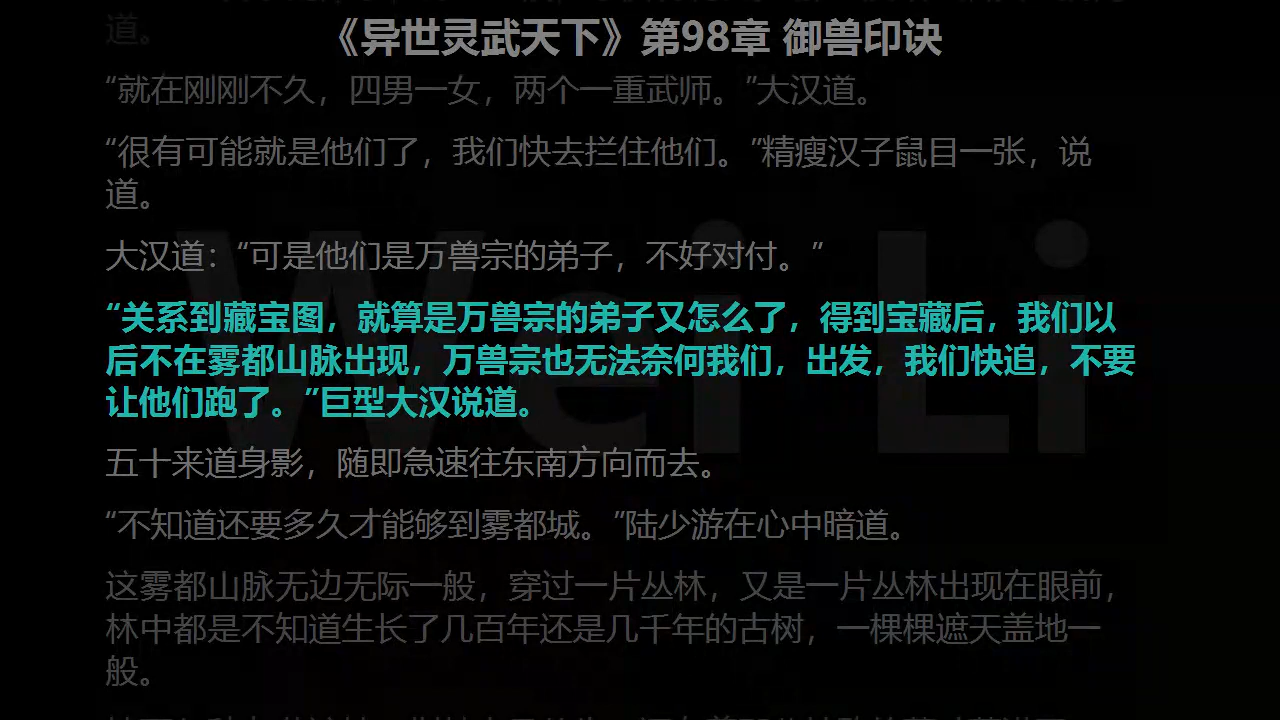 道。
《异世灵武天下》第98章 御兽印诀
“就在刚刚不久，四男一女，两个一重武师。”大汉道。
“很有可能就是他们了，我们快去拦住他们。”精瘦汉子鼠目一张，说
道。
大汉道：“可是他们是万兽宗的弟子，不好对付。”
“关系到藏宝图，就算是万兽宗的弟子又怎么了，得到宝藏后，我们以
后不在雾都山脉出现，万兽宗也无法奈何我们，出发，我们快追，不要
让他们跑了。”巨型大汉说道。
五十来道身影，随即急速往东南方向而去。
“不知道还要多久才能够到雾都城。”陆少游在心中暗道。
这雾都山脉无边无际一般，穿过一片丛林，又是一片丛林出现在眼前，
林中都是不知道生长了几百年还是几千年的古树，一棵棵遮天盖地一
般。
Wei Li